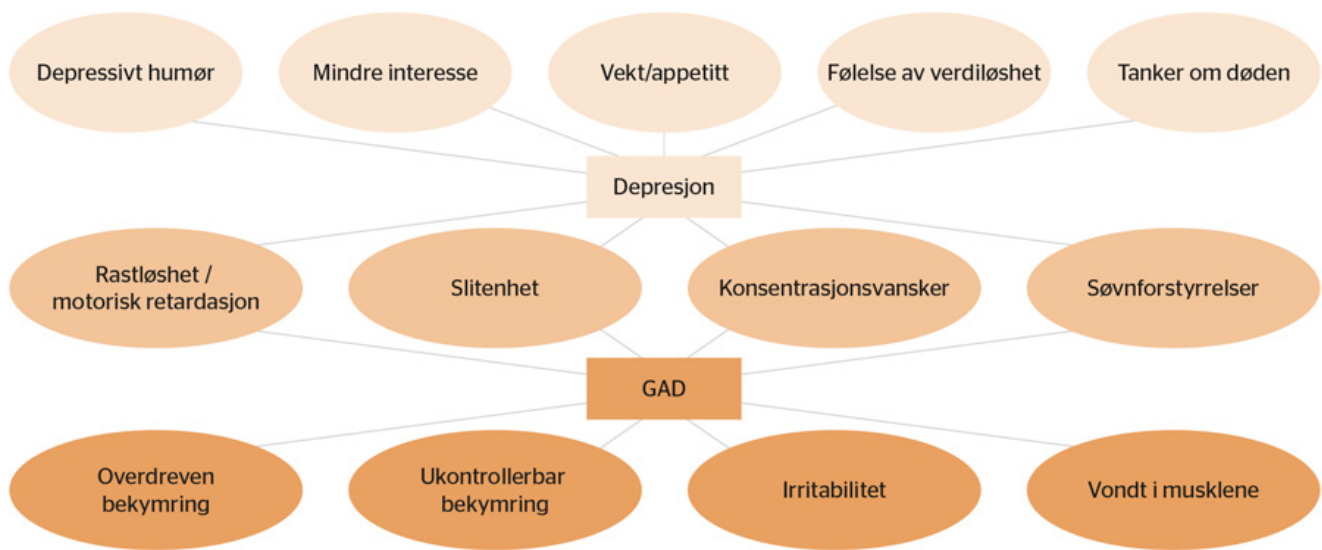 Depressivt humør
Mindre interesse
Vekt/appetitt
Følelse av verdiløshet
Tanker om døden
Depresjon
Rastløshet /
motorisk retardasjon
Slitenhet
Konsentrasjonsvansker
Søvnforstyrrelser
GAD
Overdreven
bekymring
Ukontrollerbar
bekymring
Irritabilitet
Vondt i musklene